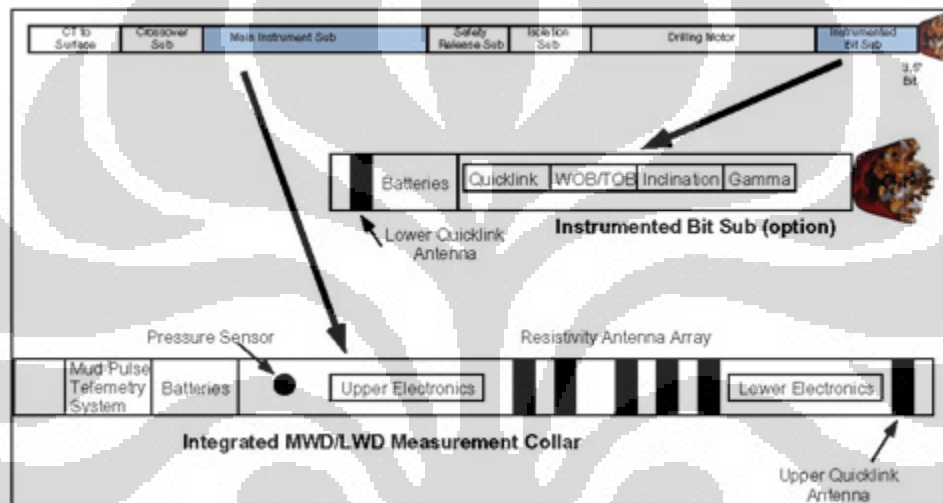 CT to
Surface
Crossover
Sub
Main Instrument Sub
Safety
Release Sub
Isolation
Sub
Drilling Motor
Instrumented
Bit Sub
3.5"
Bit
Batteries
Quicklink
WOB/TOB
Inclination
Gamma
Lower Quicklink
Antenna
Instrumented Bit Sub (option)
Pressure Sensor
Resistivity Antenna Array
Mud Pulse
Telemetry
System
Batteries
Upper Electronics
Lower Electronics
Integrated MWD/LWD Measurement Collar
Upper Quicklink
Antenna